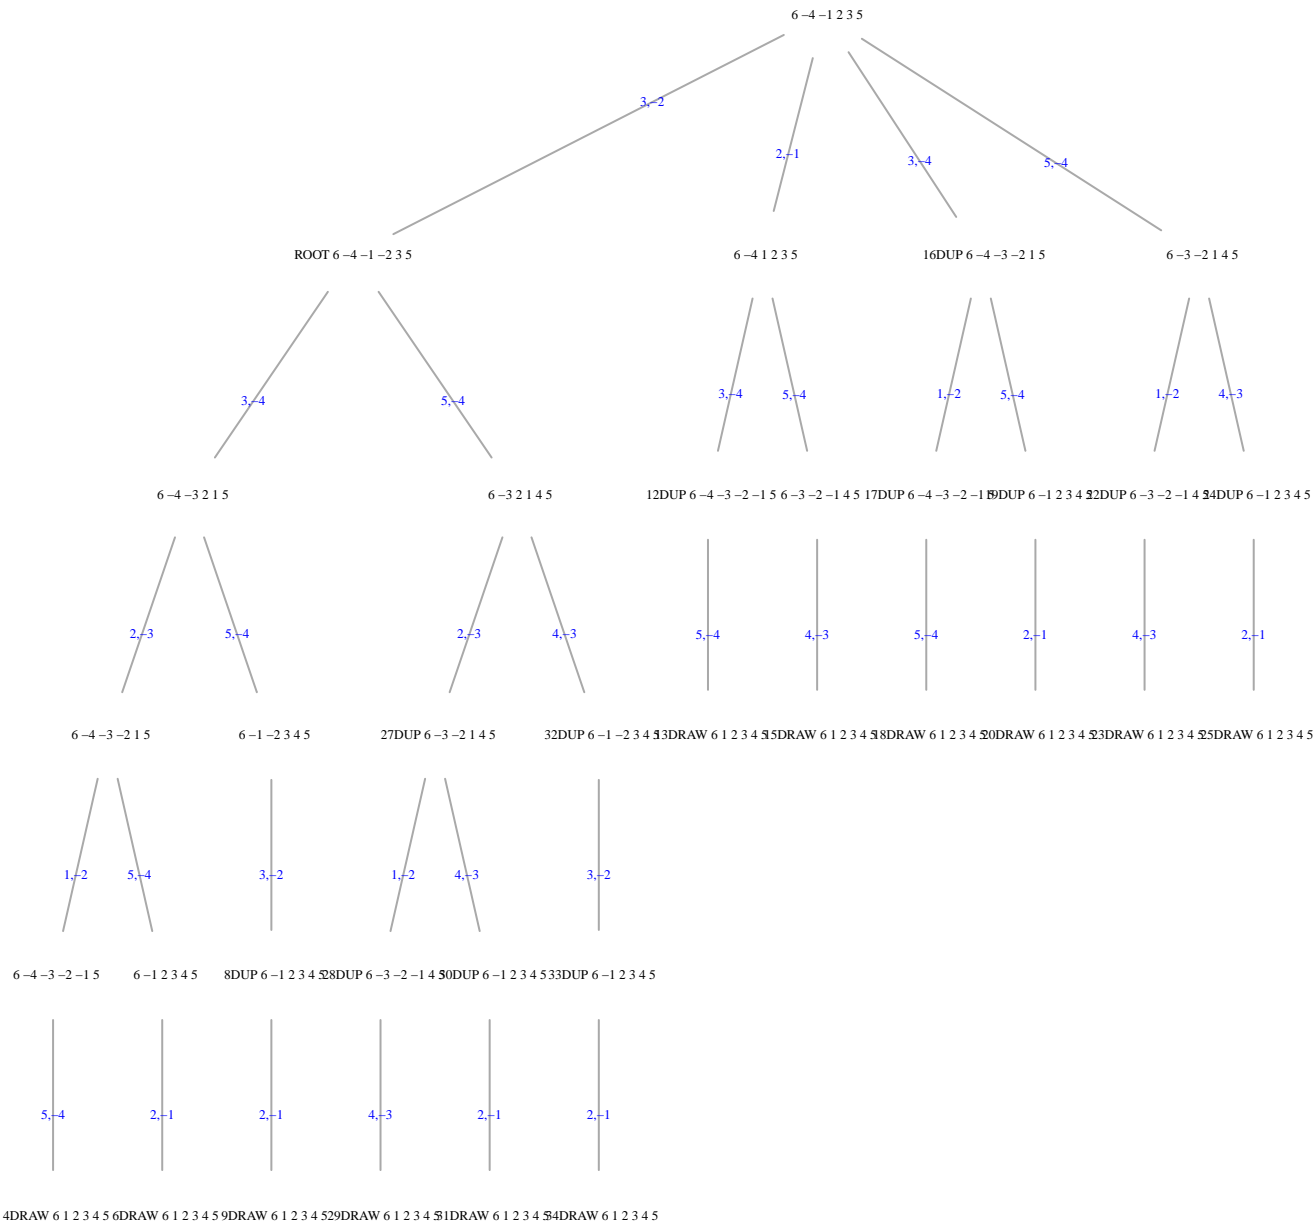 6 –4 –1 2 3 5
3,–2
2,–1
3,–4
5,–4
ROOT 6 –4 –1 –2 3 5
6 –4 1 2 3 5
16DUP 6 –4 –3 –2 1 5
6 –3 –2 1 4 5
3,–4
5,–4
3,–4
5,–4
1,–2
5,–4
1,–2
4,–3
6 –4 –3 2 1 5
6 –3 2 1 4 5
12DUP 6 –4 –3 –2 –1 5
6 –3 –2 –1 4 5
17DUP 6 –4 –3 –2 –1 5
19DUP 6 –1 2 3 4 5
22DUP 6 –3 –2 –1 4 5
24DUP 6 –1 2 3 4 5
2,–3
5,–4
2,–3
4,–3
5,–4
4,–3
5,–4
2,–1
4,–3
2,–1
6 –4 –3 –2 1 5
6 –1 –2 3 4 5
27DUP 6 –3 –2 1 4 5
32DUP 6 –1 –2 3 4 5
13DRAW 6 1 2 3 4 5
15DRAW 6 1 2 3 4 5
18DRAW 6 1 2 3 4 5
20DRAW 6 1 2 3 4 5
23DRAW 6 1 2 3 4 5
25DRAW 6 1 2 3 4 5
1,–2
5,–4
3,–2
1,–2
4,–3
3,–2
6 –4 –3 –2 –1 5
6 –1 2 3 4 5
8DUP 6 –1 2 3 4 5
28DUP 6 –3 –2 –1 4 5
30DUP 6 –1 2 3 4 5
33DUP 6 –1 2 3 4 5
5,–4
2,–1
2,–1
4,–3
2,–1
2,–1
4DRAW 6 1 2 3 4 5
6DRAW 6 1 2 3 4 5
9DRAW 6 1 2 3 4 5
29DRAW 6 1 2 3 4 5
31DRAW 6 1 2 3 4 5
34DRAW 6 1 2 3 4 5